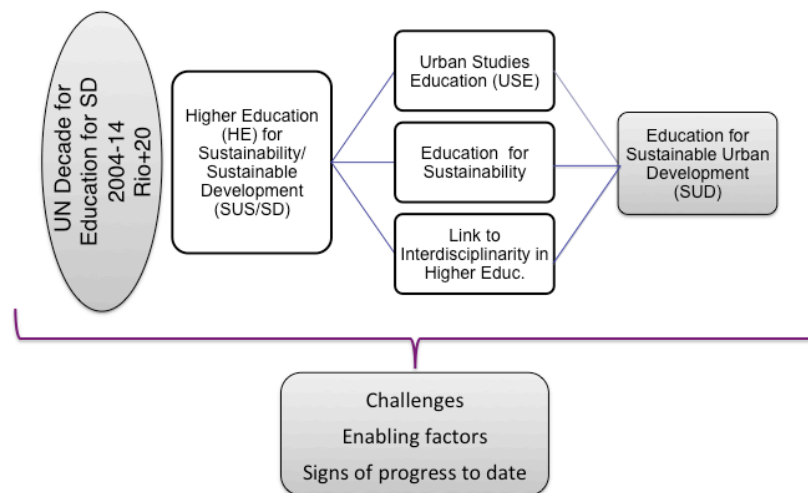 UN Decade for
Education for SD
2004-14
Rio+20
Higher Education
(HE) for
Sustainability/
Sustainable
Development
(SUS/SD)
Urban Studies
Education (USE)
Education for
Sustainability
Link to
Interdisciplinarity in
Higher Educ.
Education for
Sustainable Urban
Development
(SUD)
Challenges
Enabling factors
Signs of progress to date